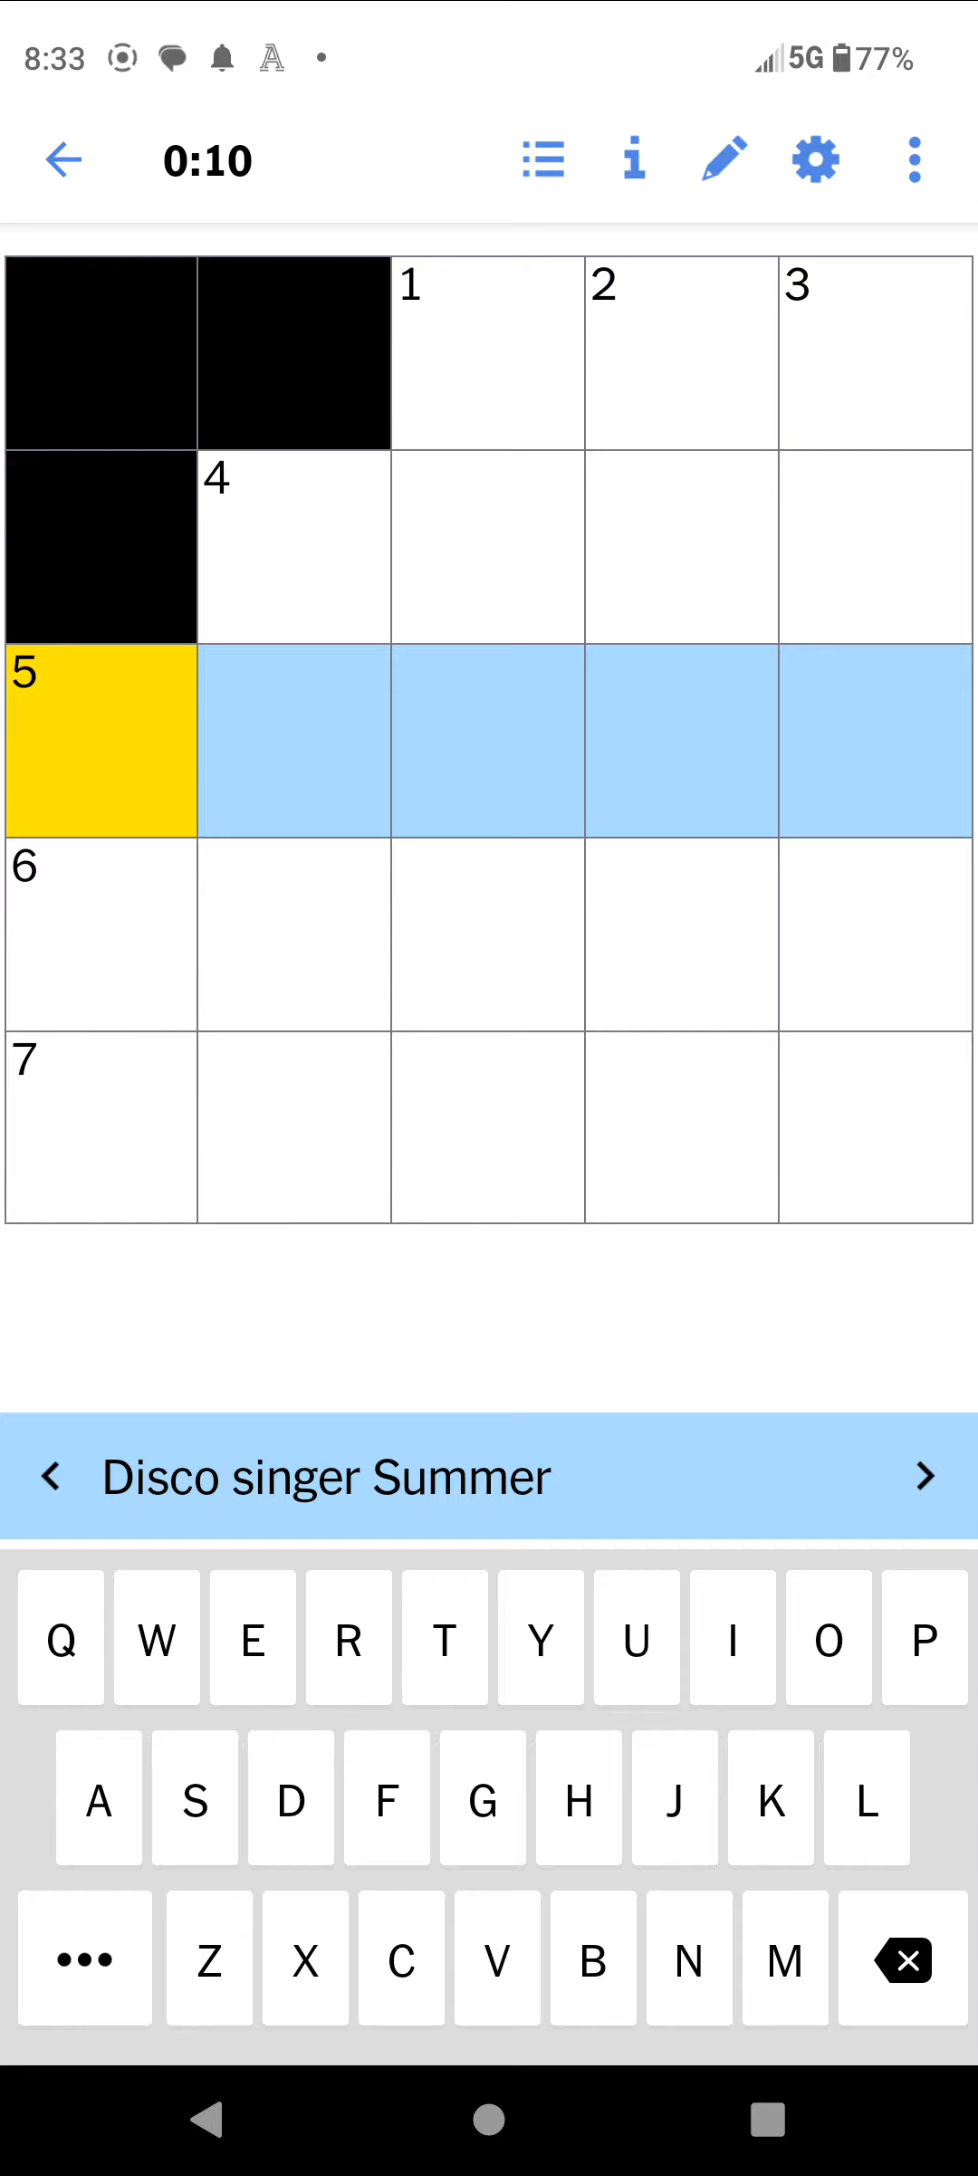 8:33 5G 77%
0:10
1 2 3
4
5
6
7
Disco singer Summer
Q W E R T Y U I O P
A S D F G H J K L
Z X C V B N M